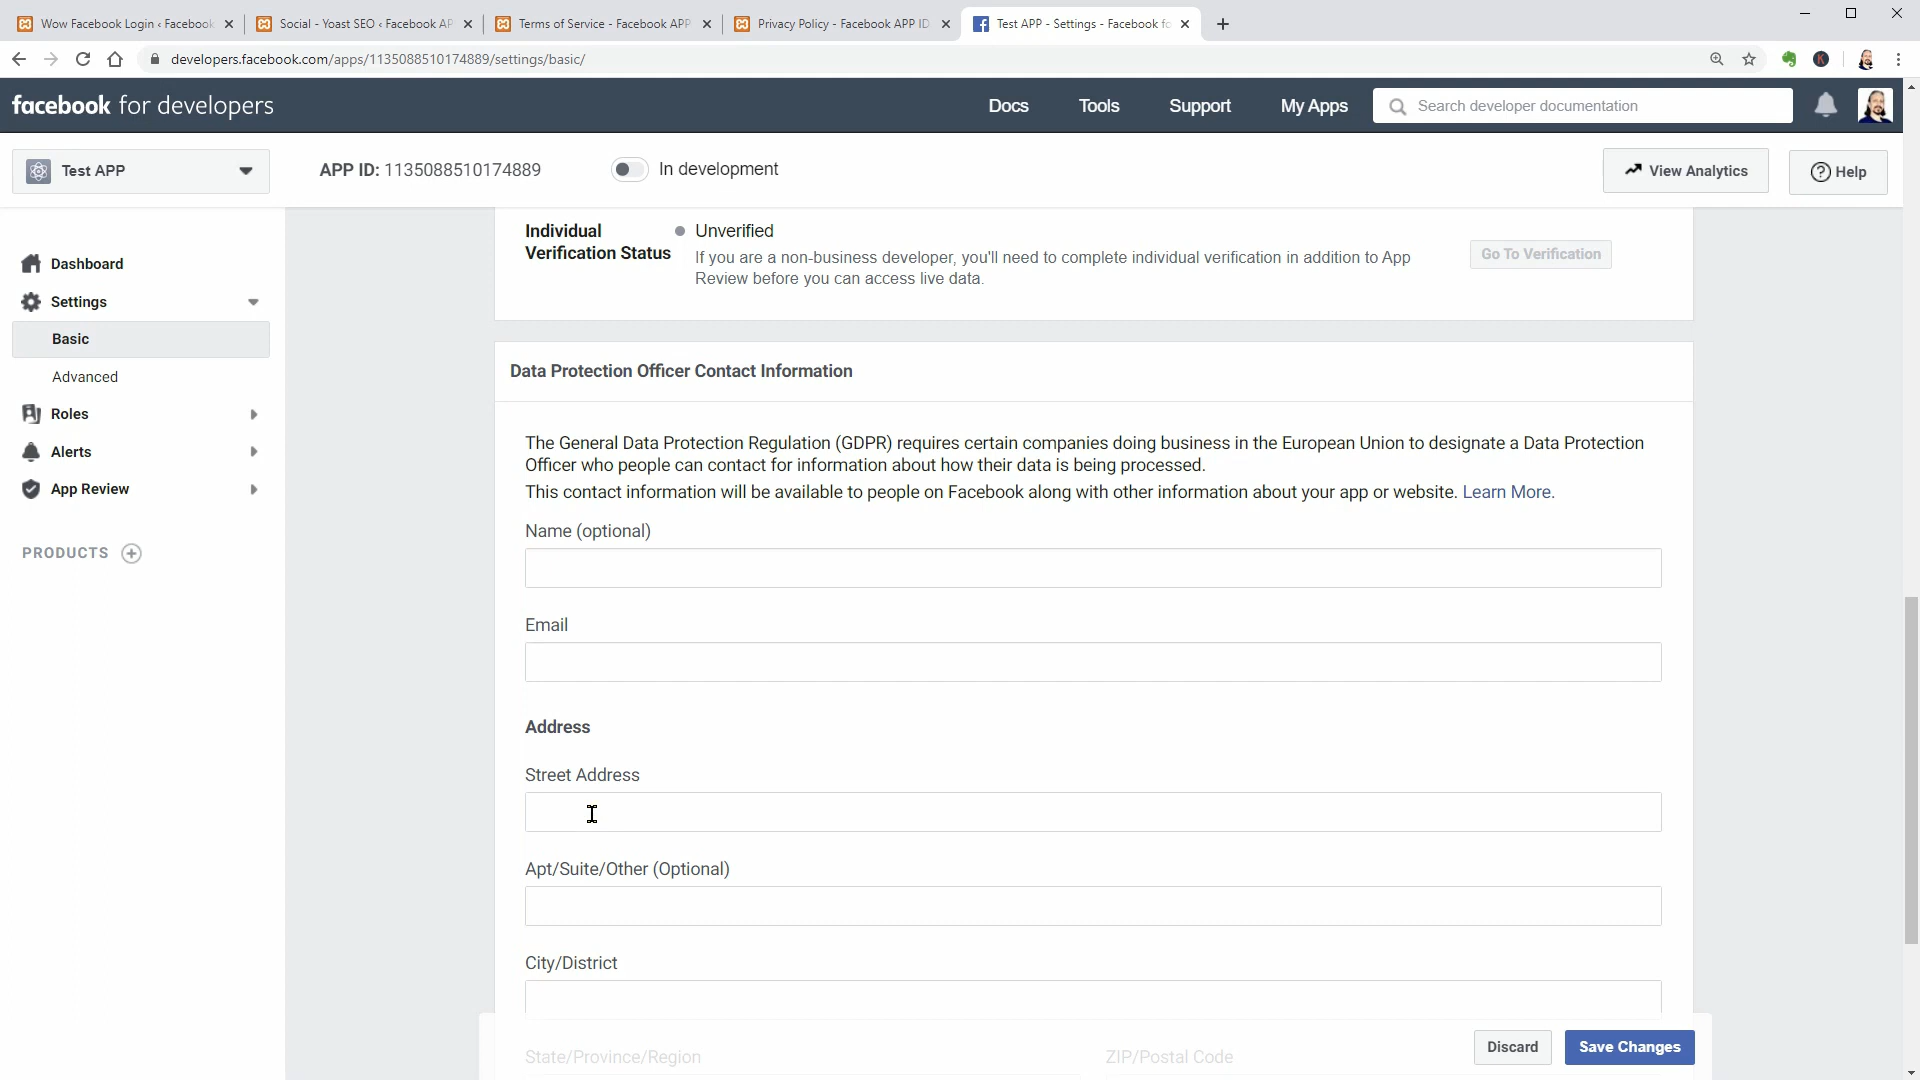 Wow Facebook Login ‹ Facebook
Social - Yoast SEO ‹ Facebook AP
Terms of Service - Facebook APP
Privacy Policy - Facebook APP ID
Test APP - Settings - Facebook fo
developers.facebook.com/apps/1135088510174889/settings/basic/
facebook for developers
Docs
Tools
Support
My Apps
Search developer documentation
Test APP
APP ID: 1135088510174889
In development
View Analytics
Help
Dashboard
Settings
Basic
Advanced
Roles
Alerts
App Review
PRODUCTS
Individual
Verification Status
Unverified
If you are a non-business developer, you'll need to complete individual verification in addition to App
Review before you can access live data.
Go To Verification
Data Protection Officer Contact Information
The General Data Protection Regulation (GDPR) requires certain companies doing business in the European Union to designate a Data Protection
Officer who people can contact for information about how their data is being processed.
This contact information will be available to people on Facebook along with other information about your app or website. Learn More.
Name (optional)
Email
Address
Street Address
Apt/Suite/Other (Optional)
City/District
State/Province/Region
ZIP/Postal Code
Discard
Save Changes